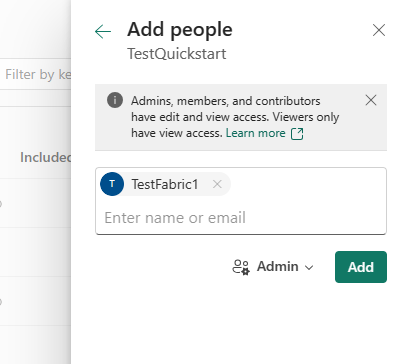 Add people
TestQuickstart
Filter by ke
Admins, members, and contributors
have edit and view access. Viewers only
have view access. Learn more
Included
T TestFabric1
Enter name or email
Admin
Add